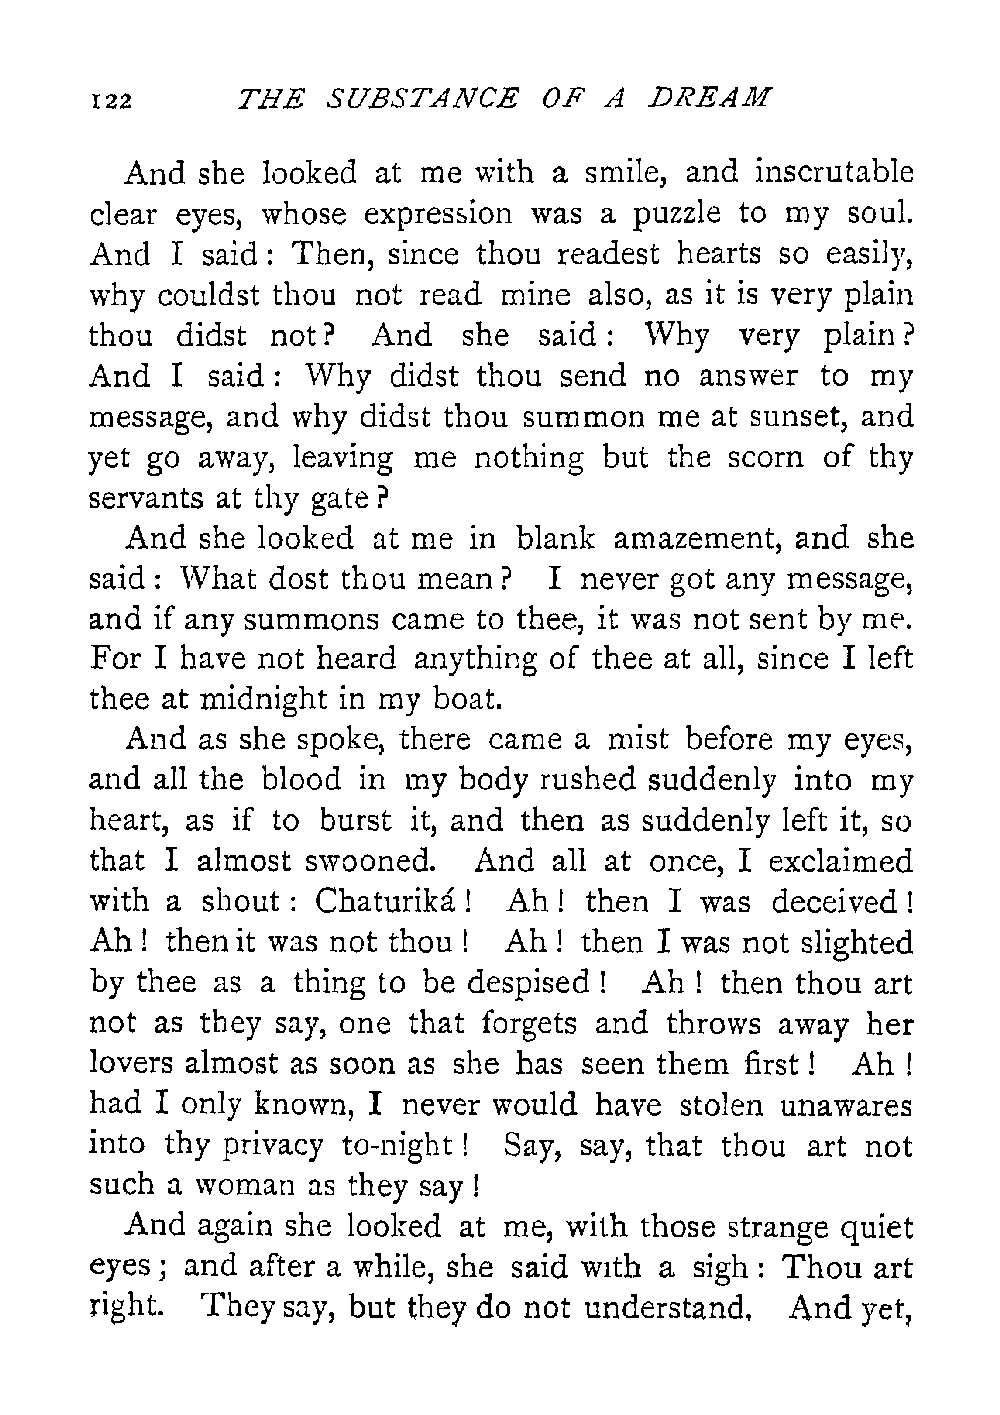 122 THE SUBSTANCE OF A DREAM
And she looked at me with a smile, and inscrutable
clear eyes, whose expression was a puzzle to my soul.
And I said : Then, since thou readest hearts so easily,
why couldst thou not read mine also, as it is very plain
thou didst not? And she said : Why very plain?
And I said : Why didst thou send no answer to my
message, and why didst thou summon me at sunset, and
yet go away, leaving me nothing but the scorn of thy
servants at thy gate ?
And she looked at me in blank amazement, and she
said : What dost thou mean ? I never got any message,
and if any summons came to thee, it was not sent by me.
For I have not heard anything of thee at all, since I left
thee at midnight in my boat.
And as she spoke, there came a mist before my eyes,
and all the blood in my body rushed suddenly into my
heart, as if to burst it, and then as suddenly left it, so
that I almost swooned. And all at once, I exclaimed
with a shout : Chaturiká ! Ah ! then I was deceived !
Ah ! then it was not thou ! Ah ! then I was not slighted
by thee as a thing to be despised ! Ah ! then thou art
not as they say, one that forgets and throws away her
lovers almost as soon as she has seen them first ! Ah !
had I only known, I never would have stolen unawares
into thy privacy to-night ! Say, say, that thou art not
such a woman as they say !
And again she looked at me, with those strange quiet
eyes ; and after a while, she said with a sigh : Thou art
right. They say, but they do not understand. And yet,